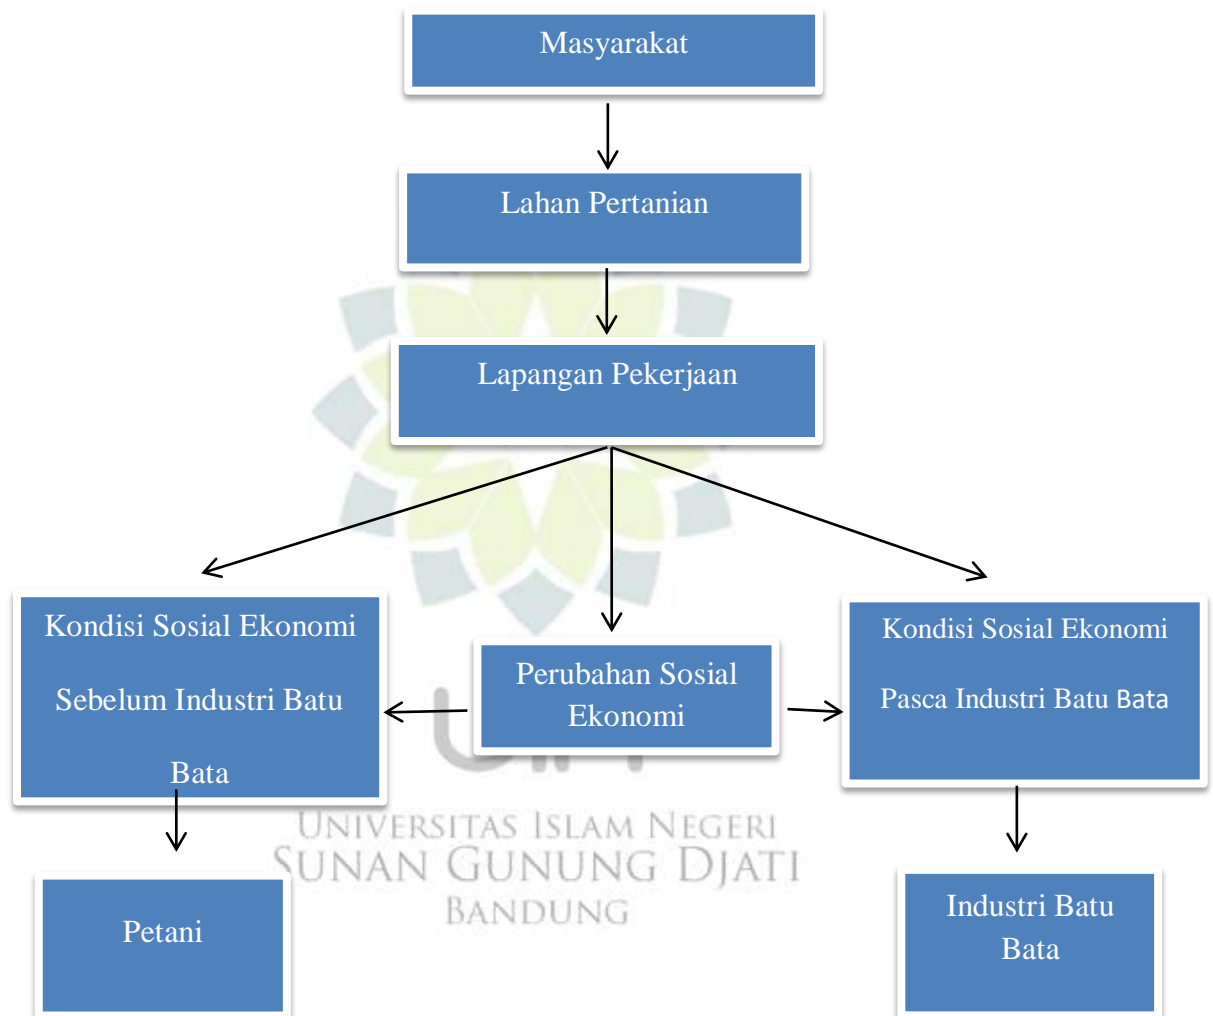 Masyarakat
Lahan Pertanian
Lapangan Pekerjaan
Kondisi Sosial Ekonomi
Sebelum Industri Batu
Bata
Perubahan Sosial
Ekonomi
Kondisi Sosial Ekonomi
Pasca Industri Batu Bata
UNIVERSITAS ISLAM NEGERI
SUNAN GUNUNG DJATI
BANDUNG
Petani
Industri Batu
Bata